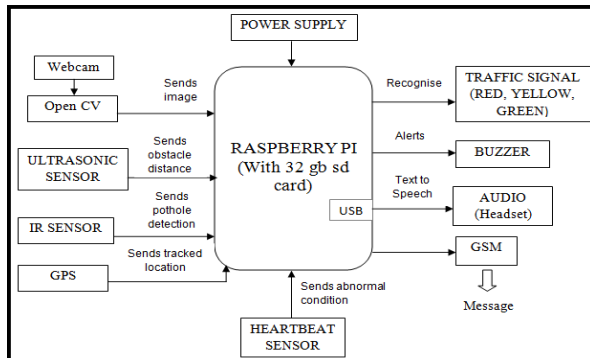 POWER SUPPLY
Webcam
Open CV
Sends
image
ULTRASONIC
SENSOR
Sends
obstacle
distance
IR SENSOR
Sends
pothole
detection
GPS
Sends tracked
location
RASPBERRY PI
(With 32 gb sd
card)
USB
Recognise
TRAFFIC SIGNAL
(RED, YELLOW,
GREEN)
Alerts
BUZZER
Text to
Speech
AUDIO
(Headset)
GSM
Message
Sends abnormal
condition
HEARTBEAT
SENSOR